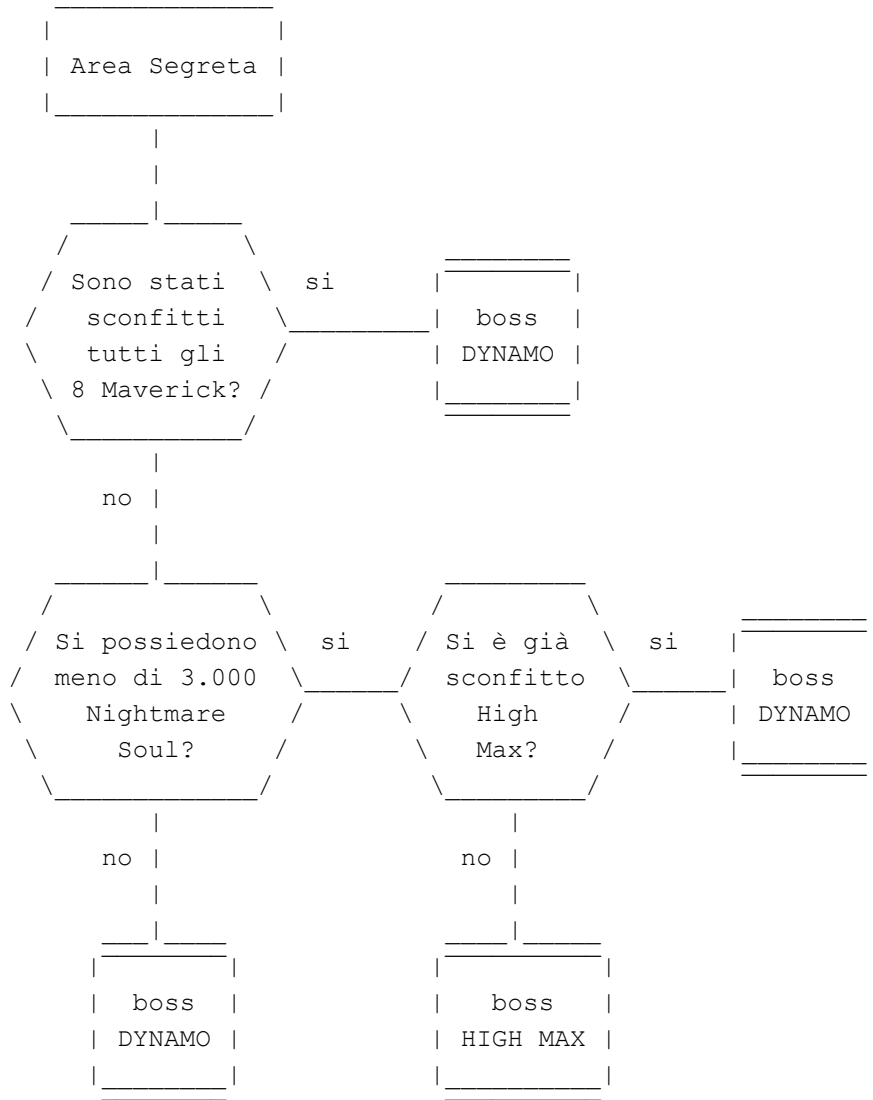 Area Segreta
Sono stati
sconfitti
tutti gli
8 Maverick?
si
boss
DYNAMO
no
Si possiedono
meno di 3.000
Nightmare
Soul?
si
Si è già
sconfitto
High
Max?
si
boss
DYNAMO
no
no
boss
DYNAMO
boss
HIGH MAX